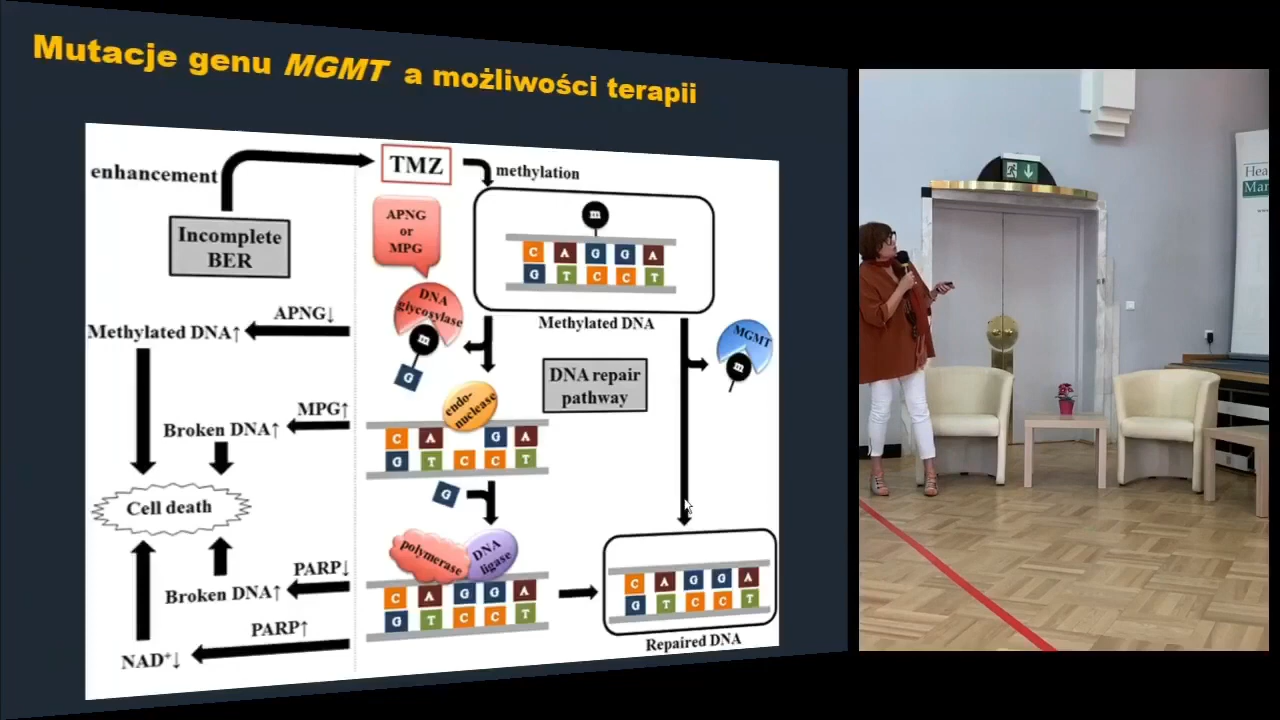 Mutacje genu MGMT a możliwości terapii
enhancement
TMZ
methylation
Incomplete
BER
APNG
or
MPG
m
C A G G A
G T C C T
Methylated DNA
DNA
glycosylase
m
G
MGMT
m
DNA repair
pathway
APNG↓
Methylated DNA↑
endo-
nuclease
MPG↑
Broken DNA↑
C A G A
G T C C T
Cell death
G
polymerase
DNA
ligase
C A G G A
G T C C T
PARP↓
Broken DNA↑
PARP↑
NAD⁺↓
C A G G A
G T C C T
Repaired DNA
Hea
Mar